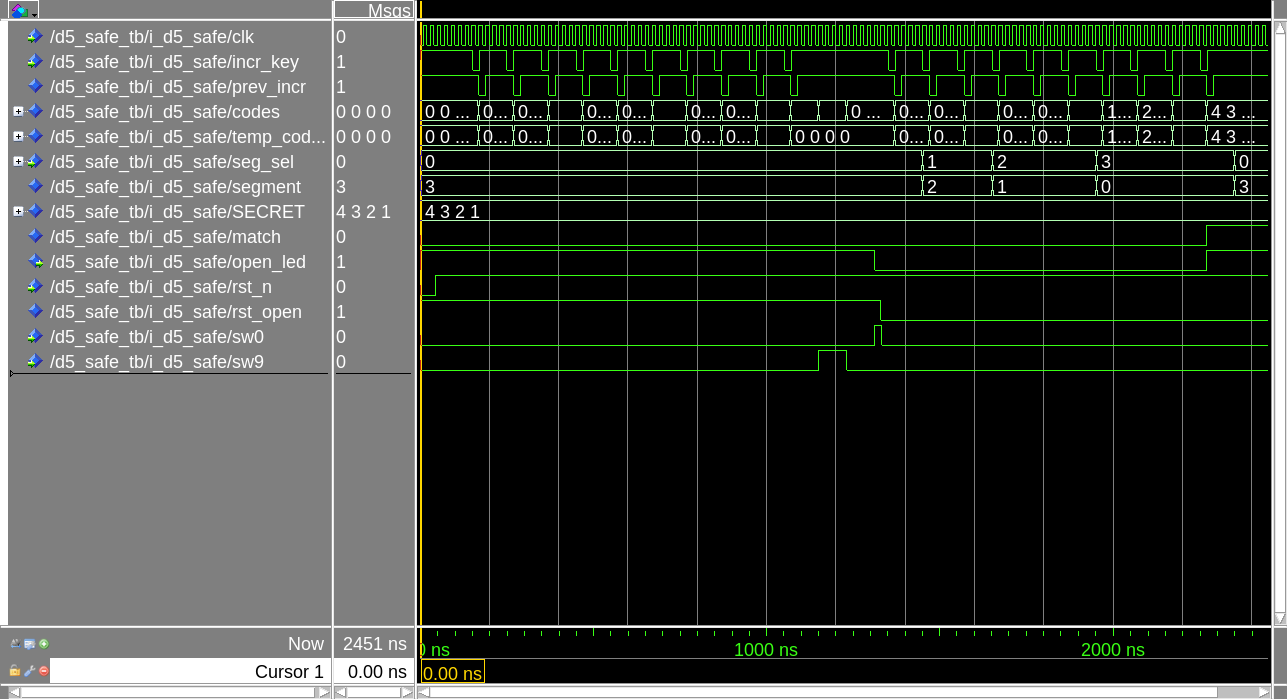 Msgs
/d5_safe_tb/i_d5_safe/clk 0
/d5_safe_tb/i_d5_safe/incr_key 1
/d5_safe_tb/i_d5_safe/prev_incr 1
/d5_safe_tb/i_d5_safe/codes 0 0 0 0 0 0 ... 0... 0... 0... 0... 0... 0... 0 ... 0... 0... 0... 0... 1... 2... 4 3 ...
/d5_safe_tb/i_d5_safe/temp_cod... 0 0 0 0 0 0 ... 0... 0... 0... 0... 0... 0... 0 0 0 0 0... 0... 0... 0... 1... 2... 4 3 ...
/d5_safe_tb/i_d5_safe/seg_sel 0 0 1 2 3 0
/d5_safe_tb/i_d5_safe/segment 3 3 2 1 0 3
/d5_safe_tb/i_d5_safe/SECRET 4 3 2 1 4 3 2 1
/d5_safe_tb/i_d5_safe/match 0
/d5_safe_tb/i_d5_safe/open_led 1
/d5_safe_tb/i_d5_safe/rst_n 0
/d5_safe_tb/i_d5_safe/rst_open 1
/d5_safe_tb/i_d5_safe/sw0 0
/d5_safe_tb/i_d5_safe/sw9 0
Now 2451 ns ns 1000 ns 2000 ns
Cursor 1 0.00 ns 0.00 ns